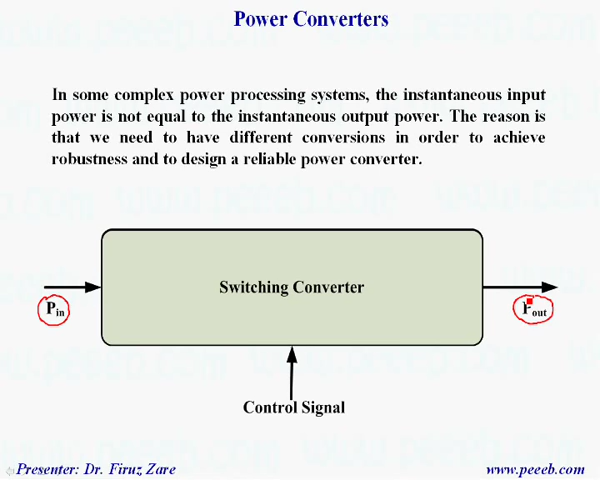 Power Converters
In some complex power processing systems, the instantaneous input
power is not equal to the instantaneous output power. The reason is
that we need to have different conversions in order to achieve
robustness and to design a reliable power converter.
Switching Converter
Pin
Pout
Control Signal
Presenter: Dr. Firuz Zare
www.peeeb.com